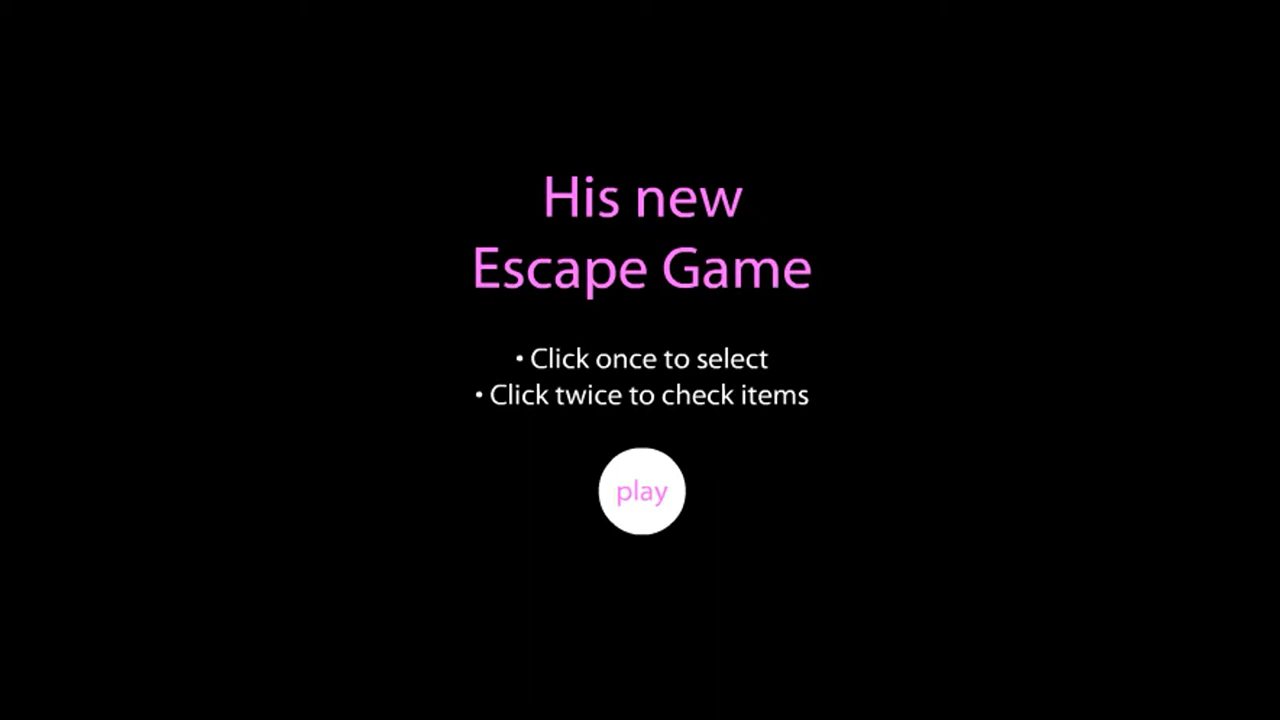 His new
Escape Game
• Click once to select
• Click twice to check items
play